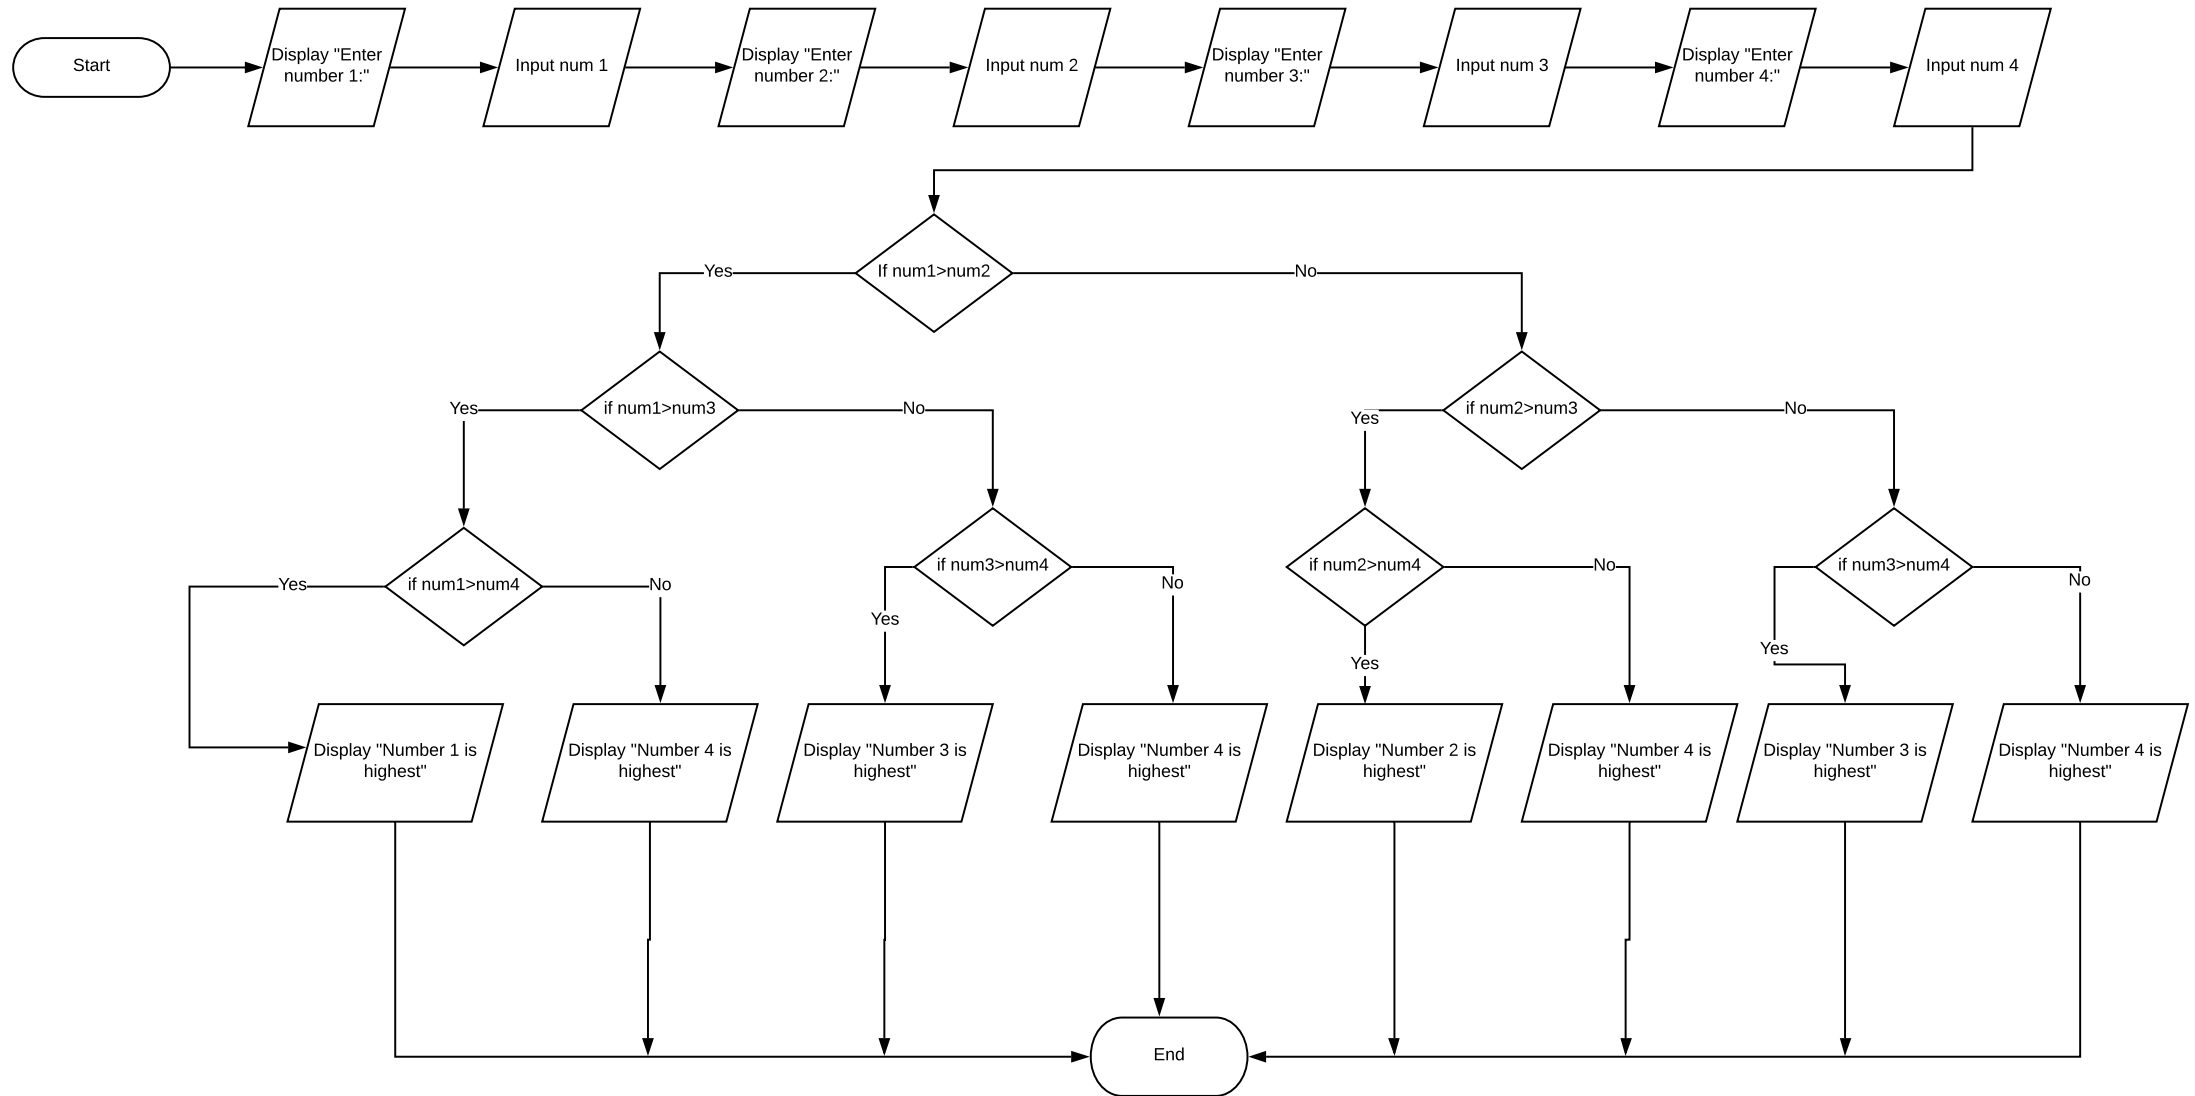 Start
Display "Enter
number 1:"
Input num 1
Display "Enter
number 2:"
Input num 2
Display "Enter
number 3:"
Input num 3
Display "Enter
number 4:"
Input num 4
If num1>num2
Yes
No
if num1>num3
Yes
No
if num2>num3
Yes
No
if num1>num4
Yes
No
if num3>num4
Yes
No
if num2>num4
Yes
No
if num3>num4
Yes
No
Display "Number 1 is
highest"
Display "Number 4 is
highest"
Display "Number 3 is
highest"
Display "Number 4 is
highest"
Display "Number 2 is
highest"
Display "Number 4 is
highest"
Display "Number 3 is
highest"
Display "Number 4 is
highest"
End